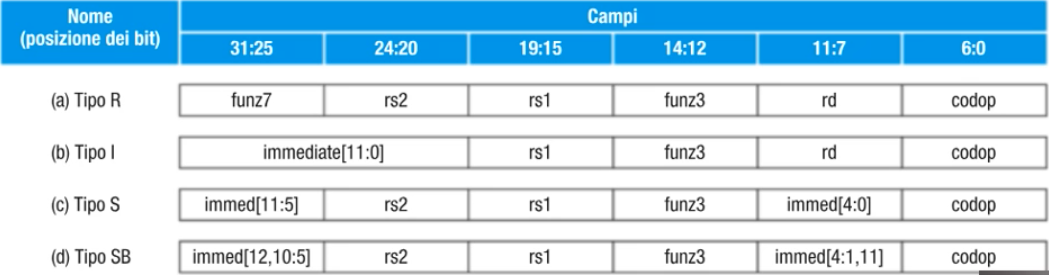 Nome
(posizione dei bit)
Campi
31:25 24:20 19:15 14:12 11:7 6:0
(a) Tipo R funz7 rs2 rs1 funz3 rd codop
(b) Tipo I immediate[11:0] rs1 funz3 rd codop
(c) Tipo S immed[11:5] rs2 rs1 funz3 immed[4:0] codop
(d) Tipo SB immed[12,10:5] rs2 rs1 funz3 immed[4:1,11] codop